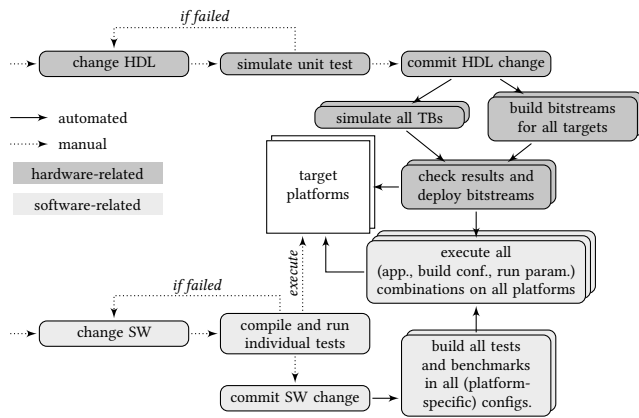 if failed
change HDL
simulate unit test
commit HDL change
automated
manual
hardware-related
software-related
simulate all TBs
build bitstreams
for all targets
target
platforms
check results and
deploy bitstreams
execute all
(app., build conf., run param.)
combinations on all platforms
execute
if failed
change SW
compile and run
individual tests
commit SW change
build all tests
and benchmarks
in all (platform-
specific) configs.